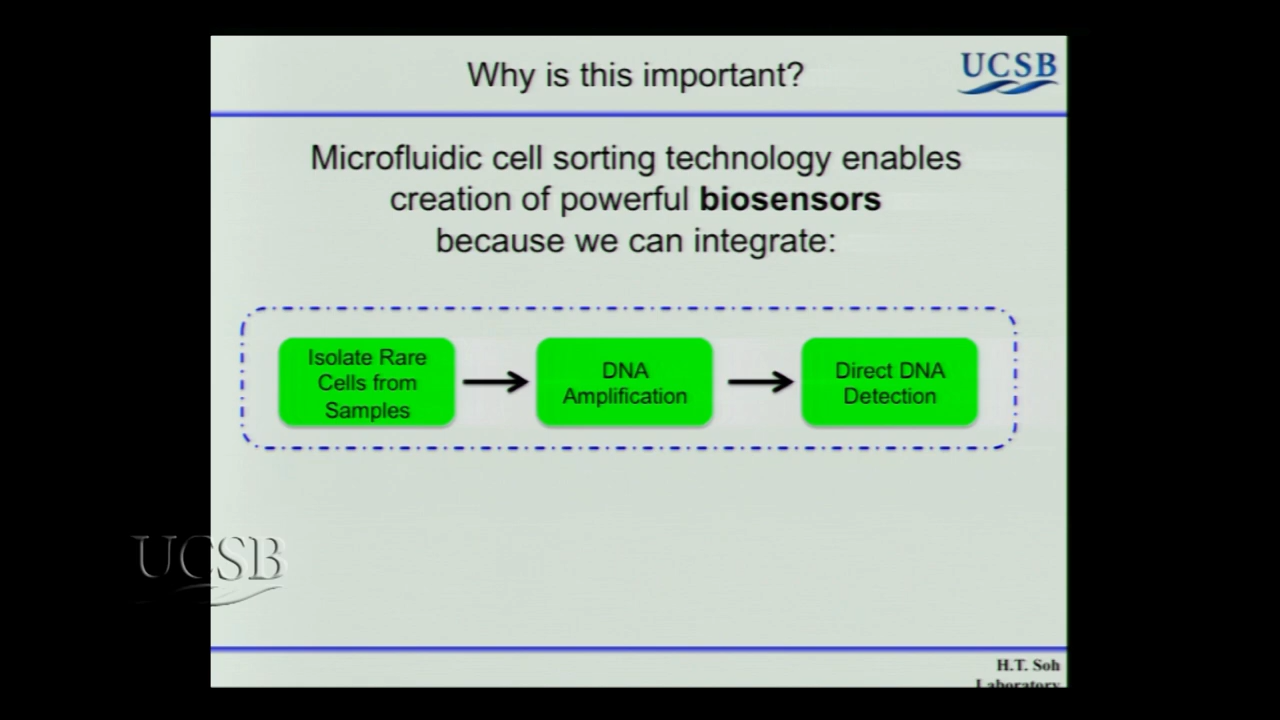 Why is this important?
UCSB
Microfluidic cell sorting technology enables
creation of powerful biosensors
because we can integrate:
Isolate Rare
Cells from
Samples
DNA
Amplification
Direct DNA
Detection
UCSB
H.T. Soh
Laboratory